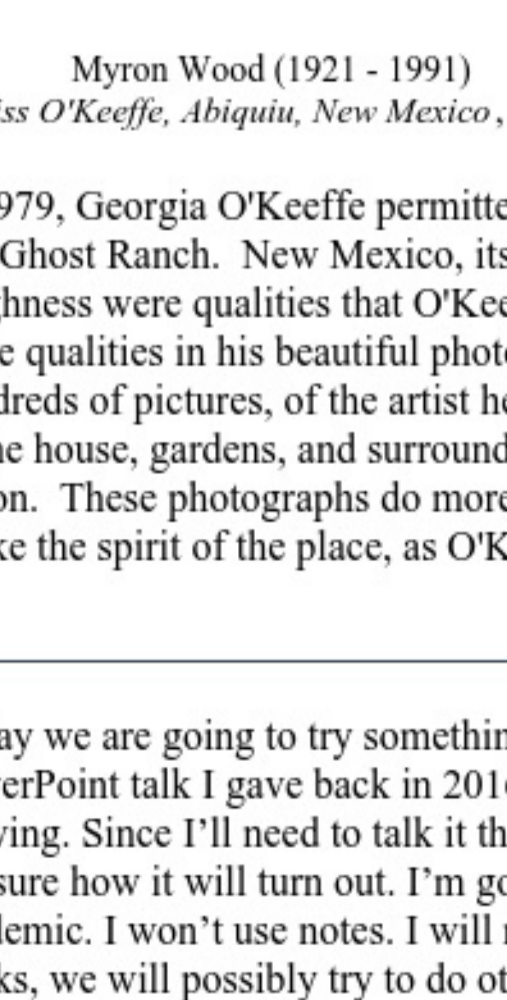 Myron Wood (1921 - 1991)
iss O'Keeffe, Abiquiu, New Mexico,
979, Georgia O'Keeffe permitte
Ghost Ranch.  New Mexico, its
hness were qualities that O'Kee
e qualities in his beautiful phot
dreds of pictures, of the artist he
he house, gardens, and surround
on.  These photographs do more
ke the spirit of the place, as O'K
ay we are going to try somethin
erPoint talk I gave back in 201
ying. Since I’ll need to talk it th
sure how it will turn out. I’m go
demic. I won’t use notes. I will
ks, we will possibly try to do ot